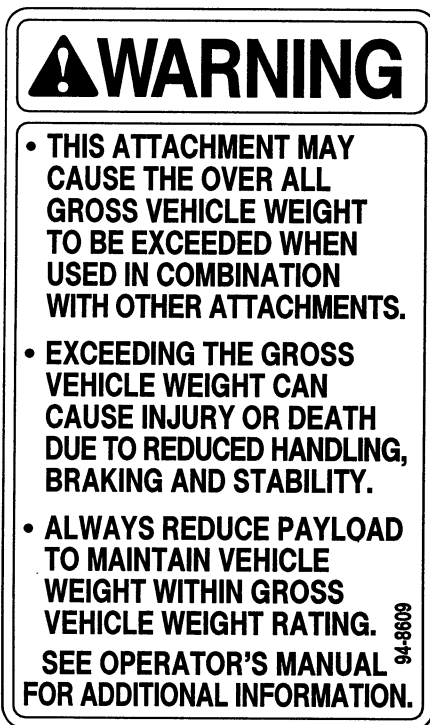 WARNING
• THIS ATTACHMENT MAY
CAUSE THE OVER ALL
GROSS VEHICLE WEIGHT
TO BE EXCEEDED WHEN
USED IN COMBINATION
WITH OTHER ATTACHMENTS.
• EXCEEDING THE GROSS
VEHICLE WEIGHT CAN
CAUSE INJURY OR DEATH
DUE TO REDUCED HANDLING,
BRAKING AND STABILITY.
• ALWAYS REDUCE PAYLOAD
TO MAINTAIN VEHICLE
WEIGHT WITHIN GROSS
VEHICLE WEIGHT RATING.
SEE OPERATOR'S MANUAL
FOR ADDITIONAL INFORMATION.
94-8609